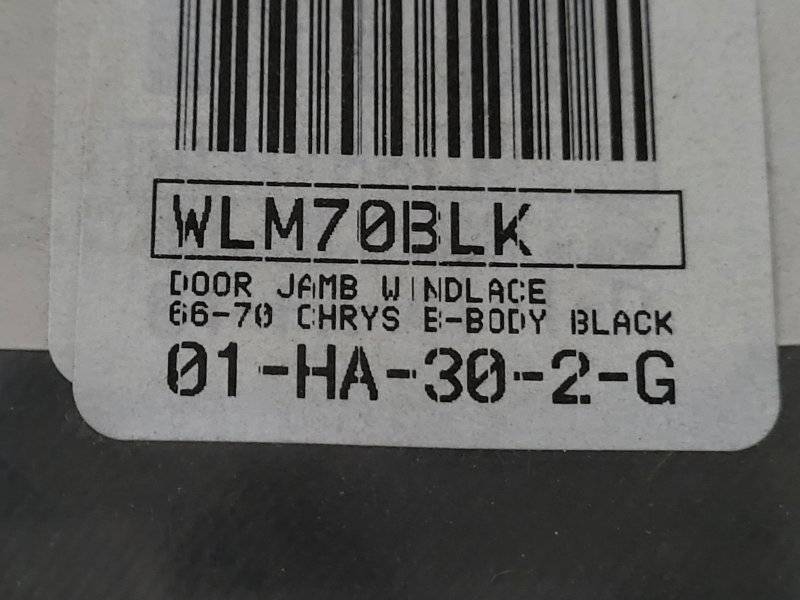 WLM70BLK
DOOR JAMB WINDLACE
66-70 CHRYS B-BODY BLACK
01-HA-30-2-G